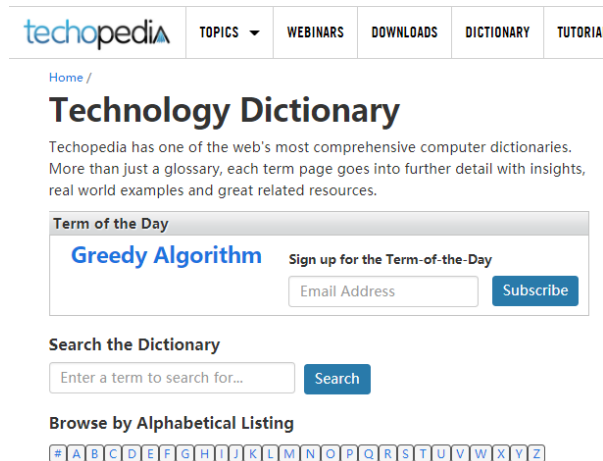 techopedia TOPICS WEBINARS DOWNLOADS DICTIONARY TUTORIA
Home /
Technology Dictionary
Techopedia has one of the web's most comprehensive computer dictionaries.
More than just a glossary, each term page goes into further detail with insights,
real world examples and great related resources.
Term of the Day
Greedy Algorithm
Sign up for the Term-of-the-Day
Email Address Subscribe
Search the Dictionary
Enter a term to search for... Search
Browse by Alphabetical Listing
# A B C D E F G H I J K L M N O P Q R S T U V W X Y Z